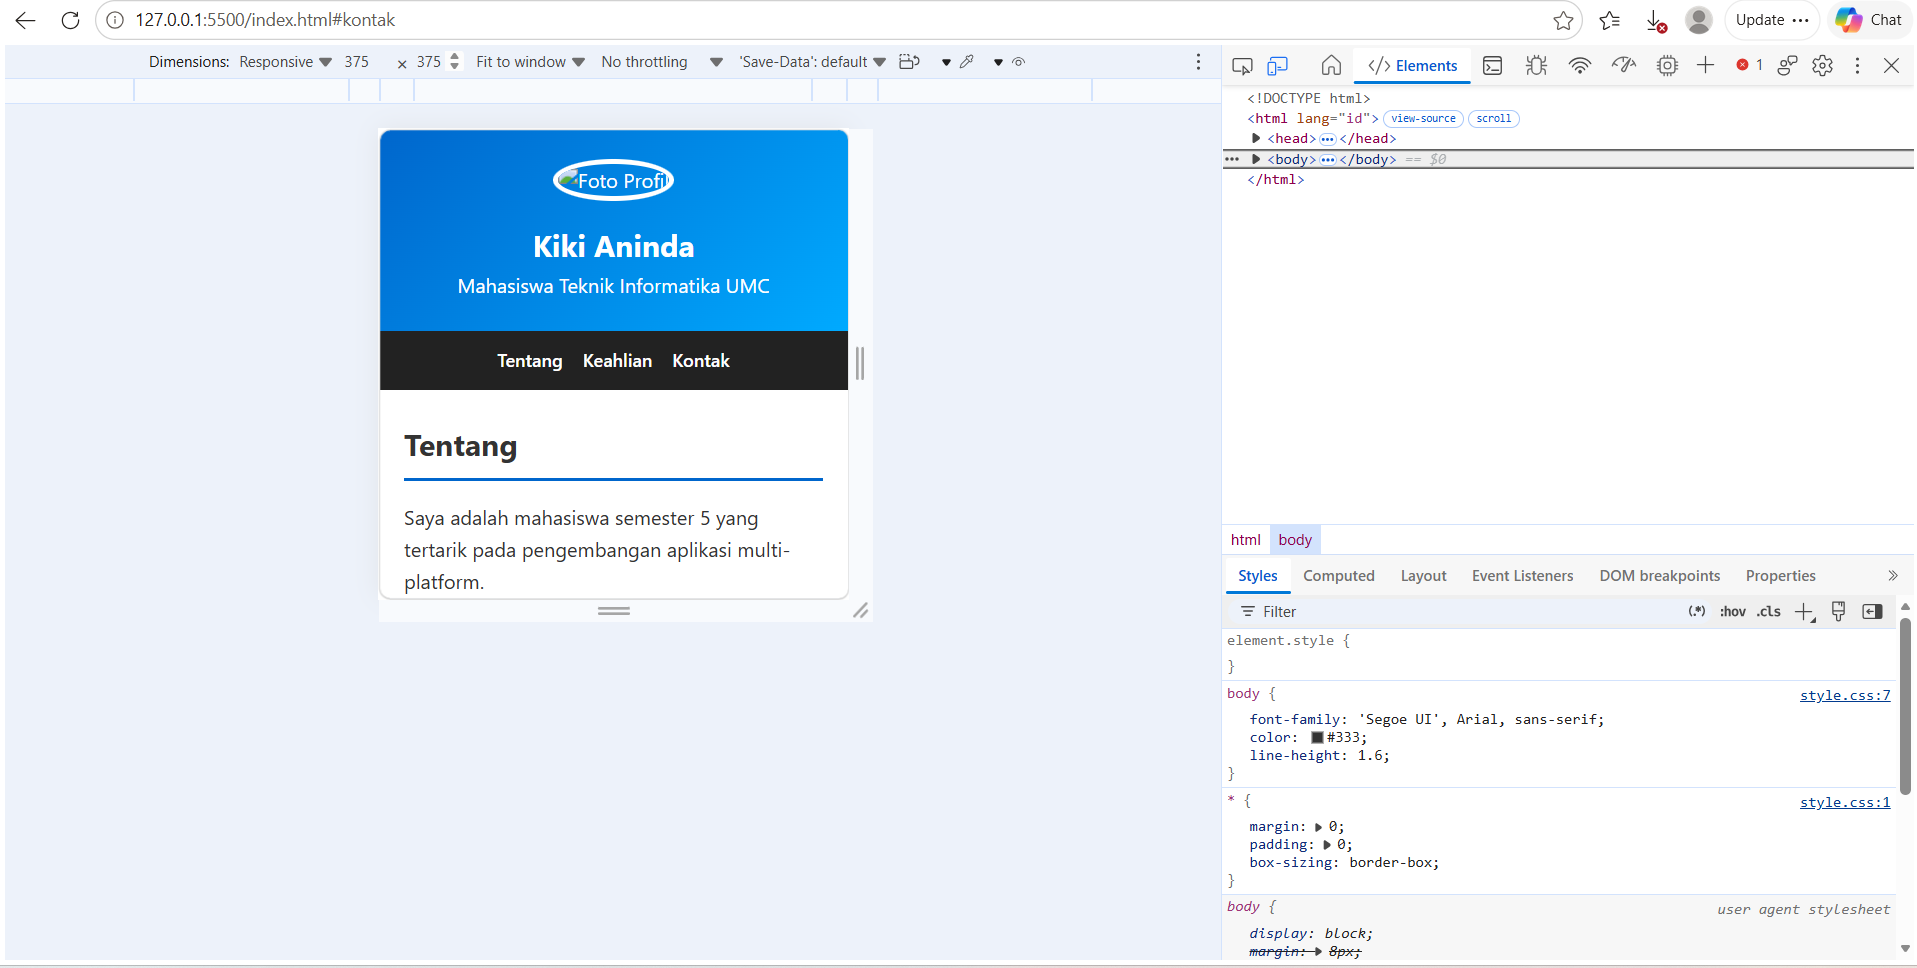 127.0.0.1:5500/index.html#kontak
Update
Chat
Dimensions: Responsive 375 × 375 Fit to window No throttling 'Save-Data': default
Elements
1
<!DOCTYPE html>
<html lang="id"> view-source scroll
<head> ••• </head>
••• <body> ••• </body> == $0
</html>
Foto Profil
Kiki Aninda
Mahasiswa Teknik Informatika UMC
Tentang Keahlian Kontak
Tentang
Saya adalah mahasiswa semester 5 yang
tertarik pada pengembangan aplikasi multi-
platform.
html body
Styles Computed Layout Event Listeners DOM breakpoints Properties
Filter (.*) :hov .cls
element.style {
}
body { style.css:7
font-family: 'Segoe UI', Arial, sans-serif;
color: #333;
line-height: 1.6;
}
* { style.css:1
margin: 0;
padding: 0;
box-sizing: border-box;
}
body { user agent stylesheet
display: block;
margin: 8px;